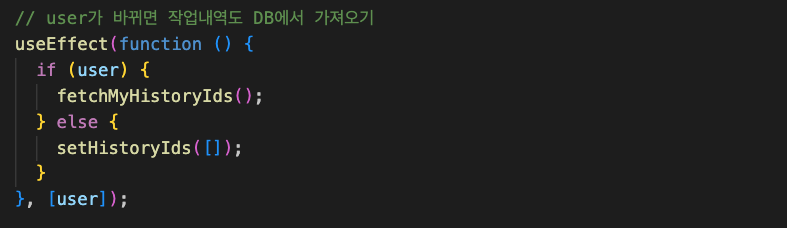 // user가 바뀌면 작업내역도 DB에서 가져오기
useEffect(function () {
  if (user) {
    fetchMyHistoryIds();
  } else {
    setHistoryIds([]);
  }
}, [user]);